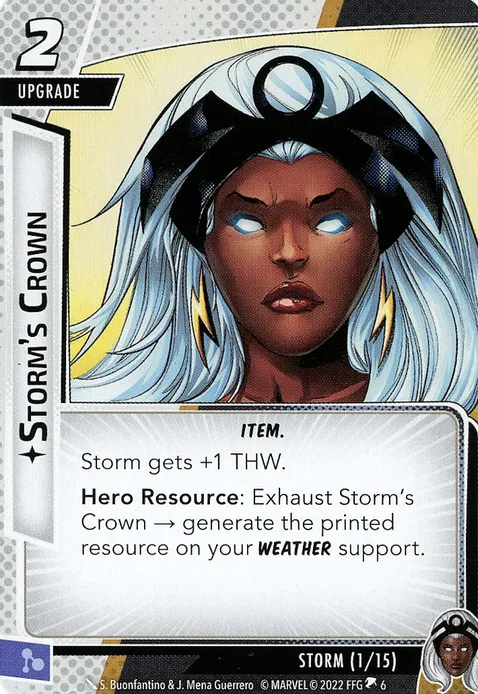 2
UPGRADE
STORM'S CROWN
ITEM.
Storm gets +1 THW.
Hero Resource: Exhaust Storm's
Crown → generate the printed
resource on your WEATHER support.
STORM (1/15)
S. Buonfantino & J. Mena Guerrero © MARVEL © 2022 FFG 6